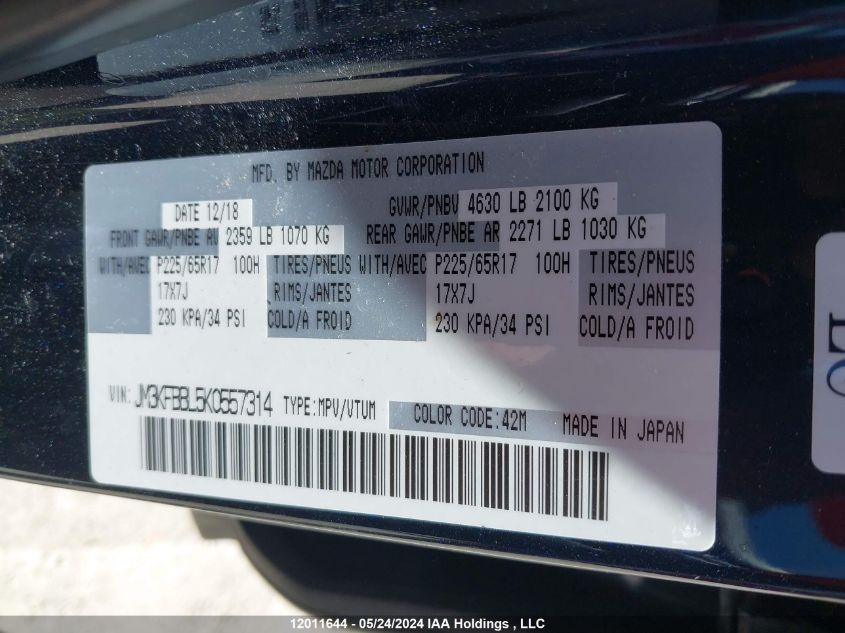 MFD. BY MAZDA MOTOR CORPORATION
DATE 12/18 GVWR/PNBV 4630 LB 2100 KG
FRONT GAWR/PNBE AV 2359 LB 1070 KG REAR GAWR/PNBE AR 2271 LB 1030 KG
WITH/AVEC P225/65R17 100H TIRES/PNEUS WITH/AVEC P225/65R17 100H TIRES/PNEUS
17X7J RIMS/JANTES 17X7J RIMS/JANTES
230 KPA/34 PSI COLD/A FROID 230 KPA/34 PSI COLD/A FROID
VIN: JM3KFBBL5K0557314 TYPE:MPV/VTUM COLOR CODE:42M MADE IN JAPAN
12011644 - 05/24/2024 IAA Holdings , LLC